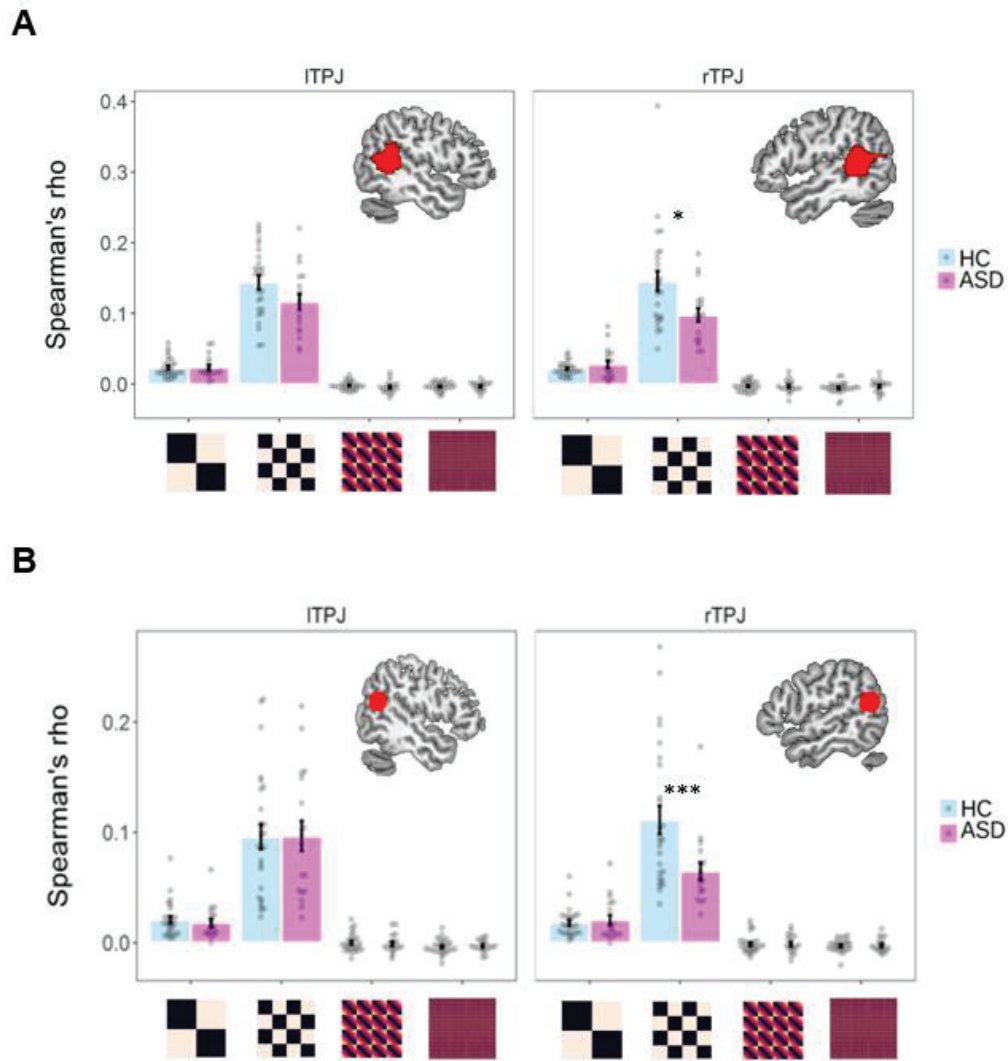 A
lTPJ
rTPJ
Spearman's rho
0.4
0.3
0.2
0.1
0.0
*
HC
ASD
B
lTPJ
rTPJ
Spearman's rho
0.2
0.1
0.0
***
HC
ASD